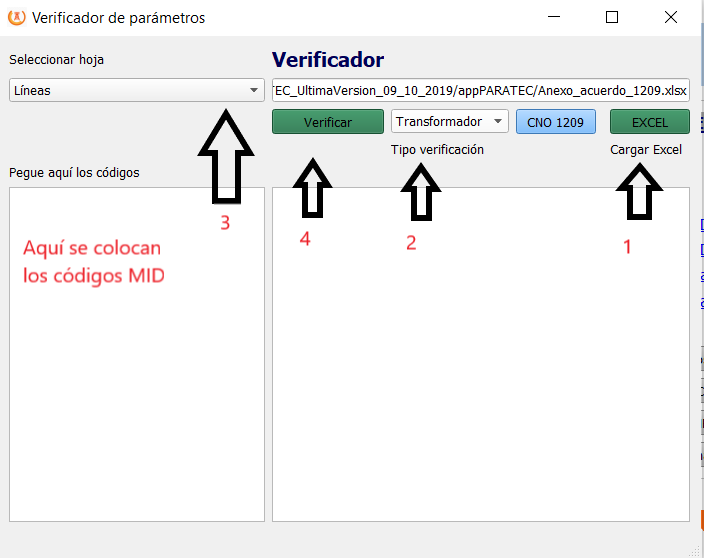 Verificador de parámetros
Seleccionar hoja
Verificador
Líneas
EC_UltimaVersion_09_10_2019/appPARATEC/Anexo_acuerdo_1209.xlsx
Verificar
Transformador
CNO 1209
EXCEL
Tipo verificación
Cargar Excel
Pegue aquí los códigos
3
4
2
1
Aquí se colocan
los códigos MID